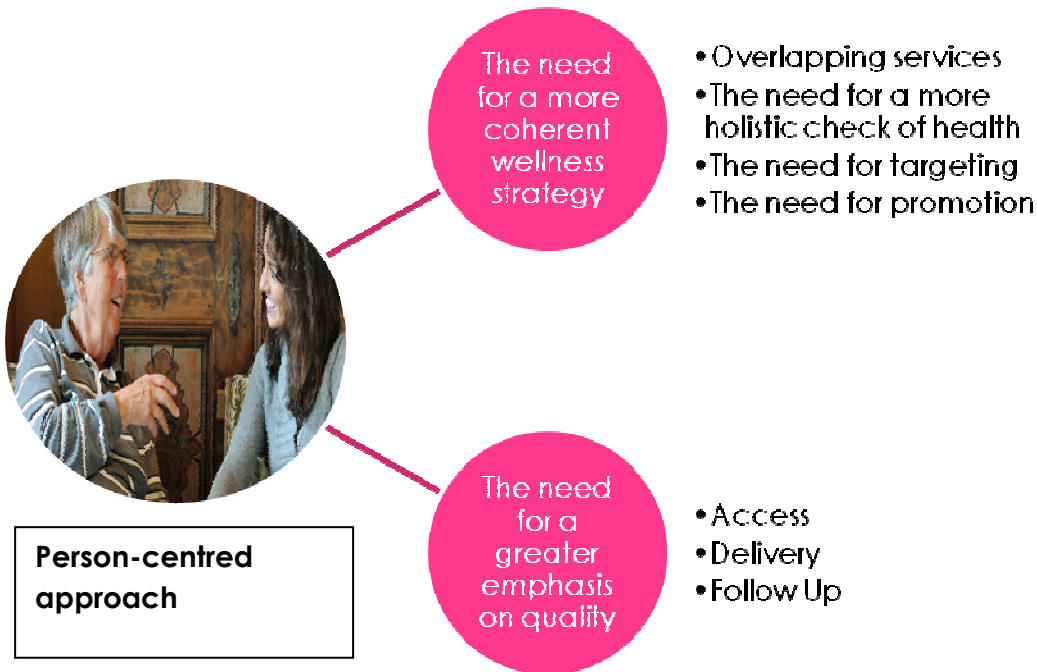 The need
for a more
coherent
wellness
strategy
•Overlapping services
•The need for a more
holistic check of health
•The need for targeting
•The need for promotion
Person-centred
approach
The need
for a
greater
emphasis
on quality
•Access
•Delivery
•Follow Up